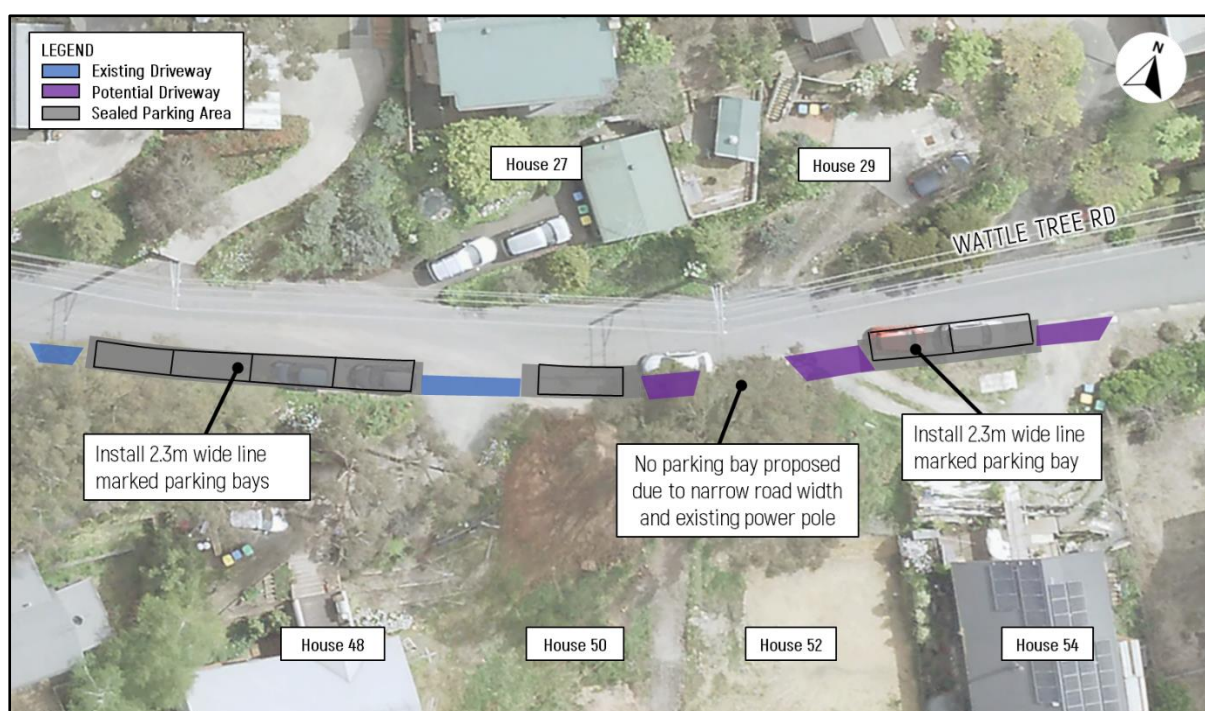 LEGEND
Existing Driveway
Potential Driveway
Sealed Parking Area
N
House 27
House 29
WATTLE TREE RD
Install 2.3m wide line
marked parking bays
No parking bay proposed
due to narrow road width
and existing power pole
Install 2.3m wide line
marked parking bay
House 48
House 50
House 52
House 54